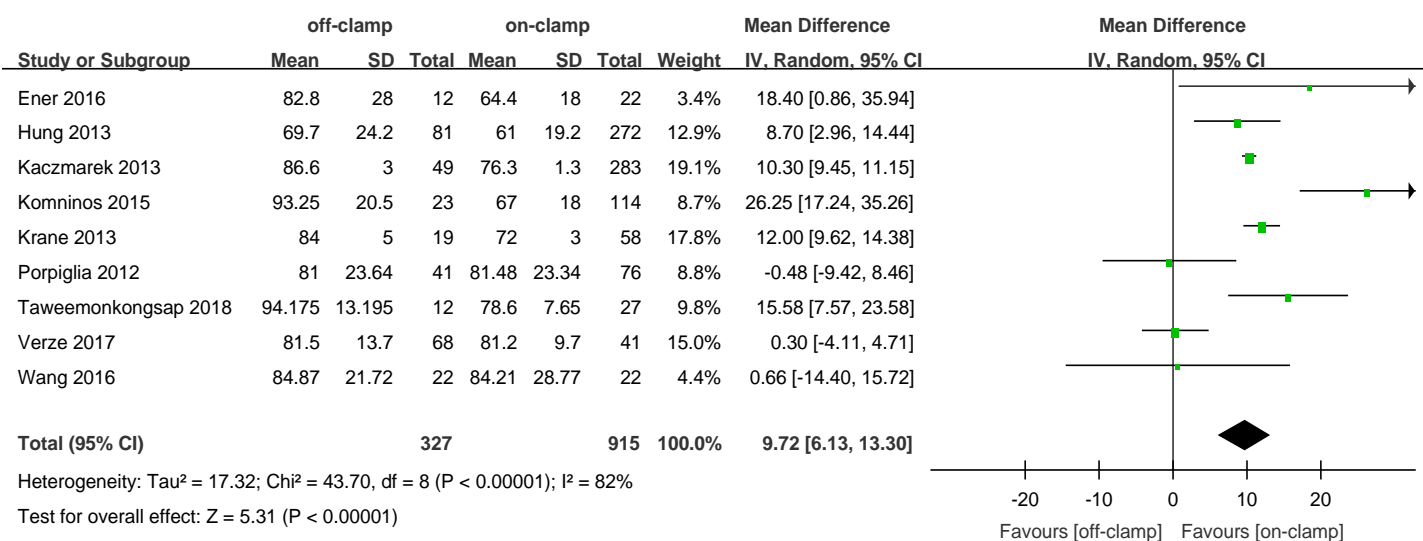 off-clamp on-clamp Mean Difference Mean Difference
Study or Subgroup Mean SD Total Mean SD Total Weight IV, Random, 95% CI IV, Random, 95% CI
Ener 2016 82.8 28 12 64.4 18 22 3.4% 18.40 [0.86, 35.94]
Hung 2013 69.7 24.2 81 61 19.2 272 12.9% 8.70 [2.96, 14.44]
Kaczmarek 2013 86.6 3 49 76.3 1.3 283 19.1% 10.30 [9.45, 11.15]
Komninos 2015 93.25 20.5 23 67 18 114 8.7% 26.25 [17.24, 35.26]
Krane 2013 84 5 19 72 3 58 17.8% 12.00 [9.62, 14.38]
Porpiglia 2012 81 23.64 41 81.48 23.34 76 8.8% -0.48 [-9.42, 8.46]
Taweemonkongsap 2018 94.175 13.195 12 78.6 7.65 27 9.8% 15.58 [7.57, 23.58]
Verze 2017 81.5 13.7 68 81.2 9.7 41 15.0% 0.30 [-4.11, 4.71]
Wang 2016 84.87 21.72 22 84.21 28.77 22 4.4% 0.66 [-14.40, 15.72]
Total (95% CI) 327 915 100.0% 9.72 [6.13, 13.30]
Heterogeneity: Tau² = 17.32; Chi² = 43.70, df = 8 (P < 0.00001); I² = 82%
Test for overall effect: Z = 5.31 (P < 0.00001)
-20 -10 0 10 20
Favours [off-clamp] Favours [on-clamp]